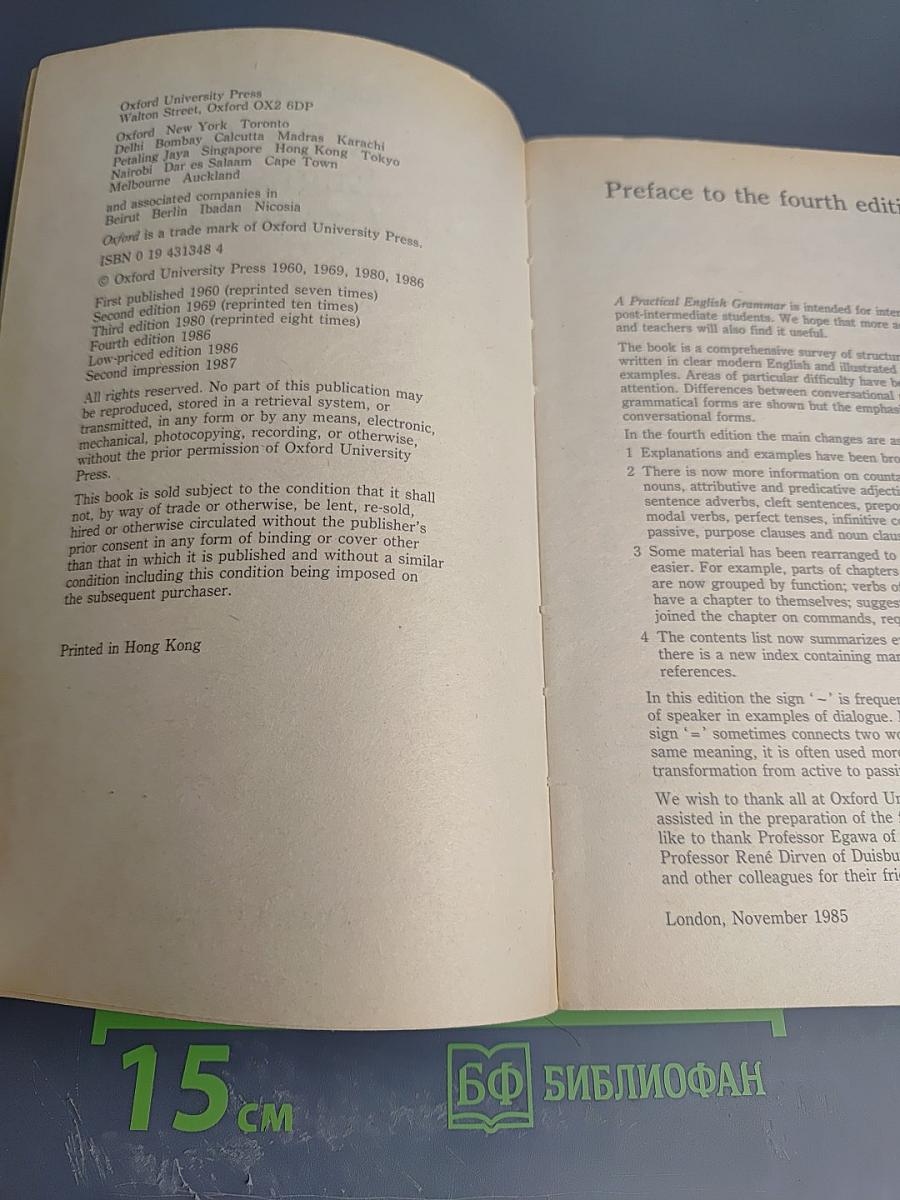 Oxford University Press
Walton Street, Oxford OX2 6DP
Oxford New York Toronto
Delhi Bombay Calcutta Madras Karachi
Petaling Jaya Singapore Hong Kong Tokyo
Nairobi Dar es Salaam Cape Town
Melbourne Auckland
and associated companies in
Beirut Berlin Ibadan Nicosia
Oxford is a trade mark of Oxford University Press.
ISBN 0 19 431348 4
© Oxford University Press 1960, 1969, 1980, 1986
First published 1960 (reprinted seven times)
Second edition 1969 (reprinted ten times)
Third edition 1980 (reprinted eight times)
Fourth edition 1986
Low-priced edition 1986
Second impression 1987
All rights reserved. No part of this publication may
be reproduced, stored in a retrieval system, or
transmitted, in any form or by any means, electronic,
mechanical, photocopying, recording, or otherwise,
without the prior permission of Oxford University
Press.
This book is sold subject to the condition that it shall
not, by way of trade or otherwise, be lent, re-sold,
hired or otherwise circulated without the publisher's
prior consent in any form of binding or cover other
than that in which it is published and without a similar
condition including this condition being imposed on
the subsequent purchaser.
Printed in Hong Kong
Preface to the fourth editi
A Practical English Grammar is intended for inter
post-intermediate students. We hope that more a
and teachers will also find it useful.
The book is a comprehensive survey of structur
written in clear modern English and illustrated
examples. Areas of particular difficulty have b
attention. Differences between conversational
grammatical forms are shown but the emphas
conversational forms.
In the fourth edition the main changes are as
1 Explanations and examples have been bro
2 There is now more information on counta
nouns, attributive and predicative adjecti
sentence adverbs, cleft sentences, prepo
modal verbs, perfect tenses, infinitive c
passive, purpose clauses and noun claus
3 Some material has been rearranged to
easier. For example, parts of chapters
are now grouped by function; verbs of
have a chapter to themselves; sugges
joined the chapter on commands, req
4 The contents list now summarizes e
there is a new index containing man
references.
In this edition the sign '~' is frequen
of speaker in examples of dialogue.
sign '=' sometimes connects two wo
same meaning, it is often used more
transformation from active to passi
We wish to thank all at Oxford Un
assisted in the preparation of the
like to thank Professor Egawa of
Professor René Dirven of Duisbu
and other colleagues for their frie
London, November 1985
15 см
БФ БИБЛИОФАН